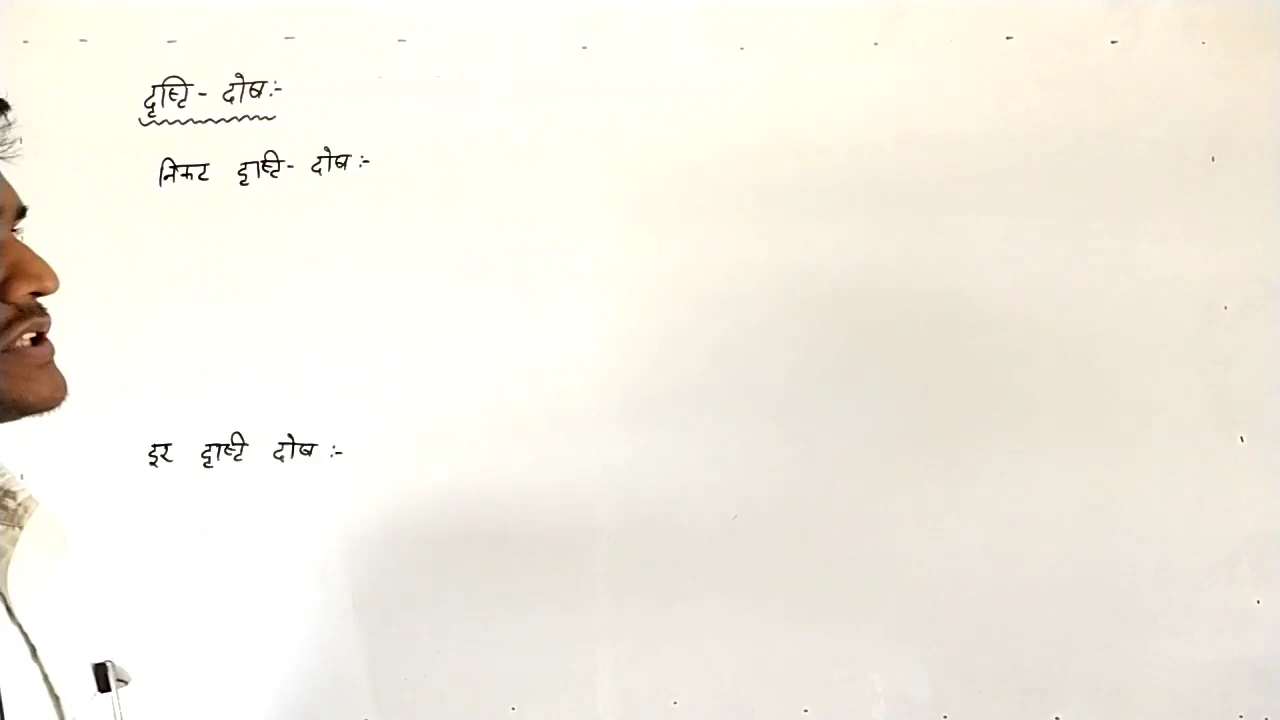 दृष्टि - दोष :-
निकट दृष्टि - दोष :-
दूर दृष्टि दोष :-